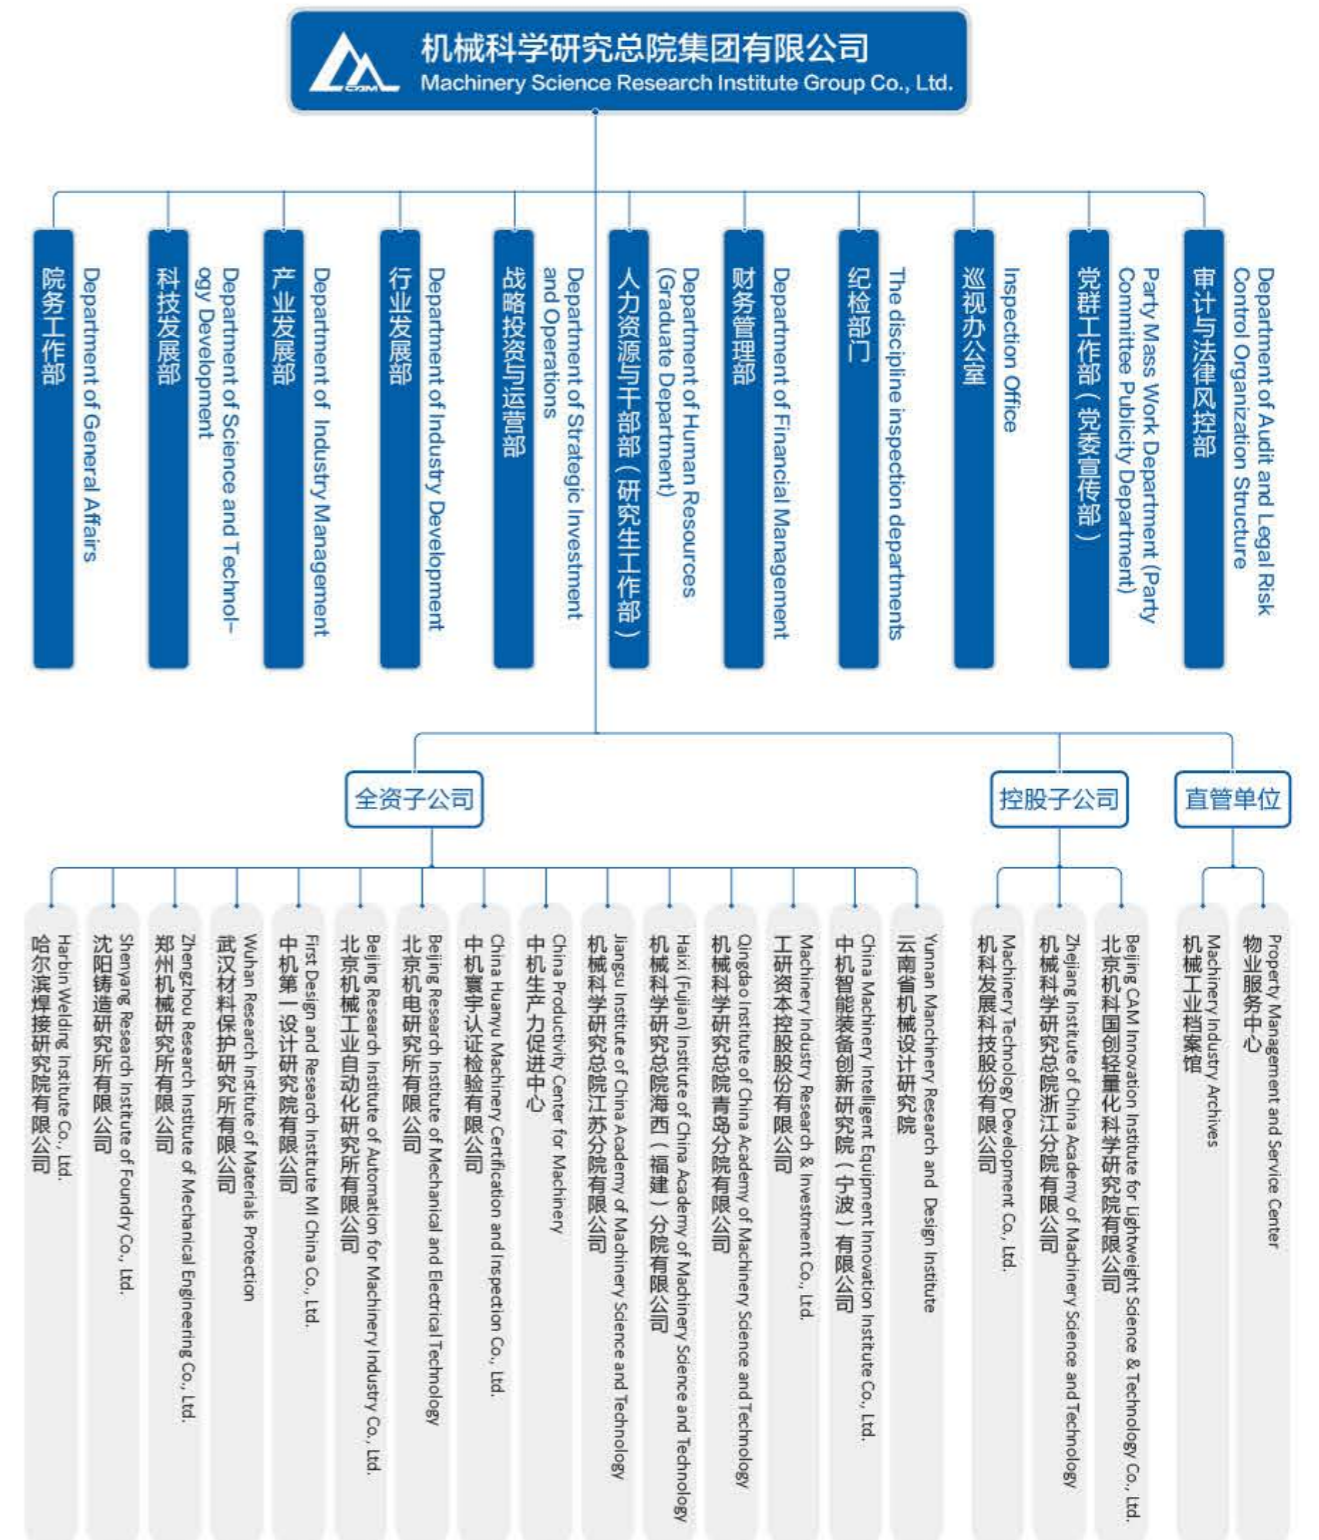 机械科学研究总院集团有限公司
Machinery Science Research Institute Group Co., Ltd.
CAM
院务工作部
Department of General Affairs
科技发展部
Department of Science and Technol-
ogy Development
产业发展部
Department of Industry Management
行业发展部
Department of Industry Development
战略投资与运营部
Department of Strategic Investment
and Operations
人力资源与干部部(研究生工作部)
Department of Human Resources
(Graduate Department)
财务管理部
Department of Financial Management
纪检部门
The discipline inspection departments
巡视办公室
Inspection Office
党群工作部(党委宣传部)
Party Mass Work Department (Party
Committee Publicity Department)
审计与法律风控部
Department of Audit and Legal Risk
Control Organization Structure
全资子公司
控股子公司
直管单位
哈尔滨焊接研究院有限公司
Harbin Welding Institute Co., Ltd.
沈阳铸造研究所有限公司
Shenyang Research Institute of Foundry Co., Ltd.
郑州机械研究所有限公司
Zhengzhou Research Institute of Mechanical Engineering Co., Ltd.
武汉材料保护研究所有限公司
Wuhan Research Institute of Materials Protection
中机第一设计研究院有限公司
First Design and Research Institute MI China Co., Ltd.
北京机械工业自动化研究所有限公司
Beijing Research Institute of Automation for Machinery Industry Co., Ltd.
北京机电研究所有限公司
Beijing Research Institute of Mechanical and Electrical Technology
中机寰宇认证检验有限公司
China Huanyu Machinery Certification and Inspection Co., Ltd.
中机生产力促进中心
China Productivity Center for Machinery
机械科学研究总院江苏分院有限公司
Jiangsu Institute of China Academy of Machinery Science and Technology
机械科学研究总院海西(福建)分院有限公司
Haixi (Fujian) Institute of China Academy of Machinery Science and Technology
机械科学研究总院青岛分院有限公司
Qingdao Institute of China Academy of Machinery Science and Technology
工研资本控股股份有限公司
Machinery Industry Research & Investment Co., Ltd.
中机智能装备创新研究院(宁波)有限公司
China Machinery Intelligent Equipment Innovation Institute Co., Ltd.
云南省机械设计研究院
Yunnan Manchinery Research and Design Institute
机科发展科技股份有限公司
Machinery Technology Development Co., Ltd.
机械科学研究总院浙江分院有限公司
Zhejiang Institute of China Academy of Machinery Science and Technology
北京机科国创轻量化科学研究院有限公司
Beijing CAM Innovation Institute for Lightweight Science & Technology Co., Ltd.
机械工业档案馆
Machinery Industry Archives
物业服务中心
Property Management and Service Center